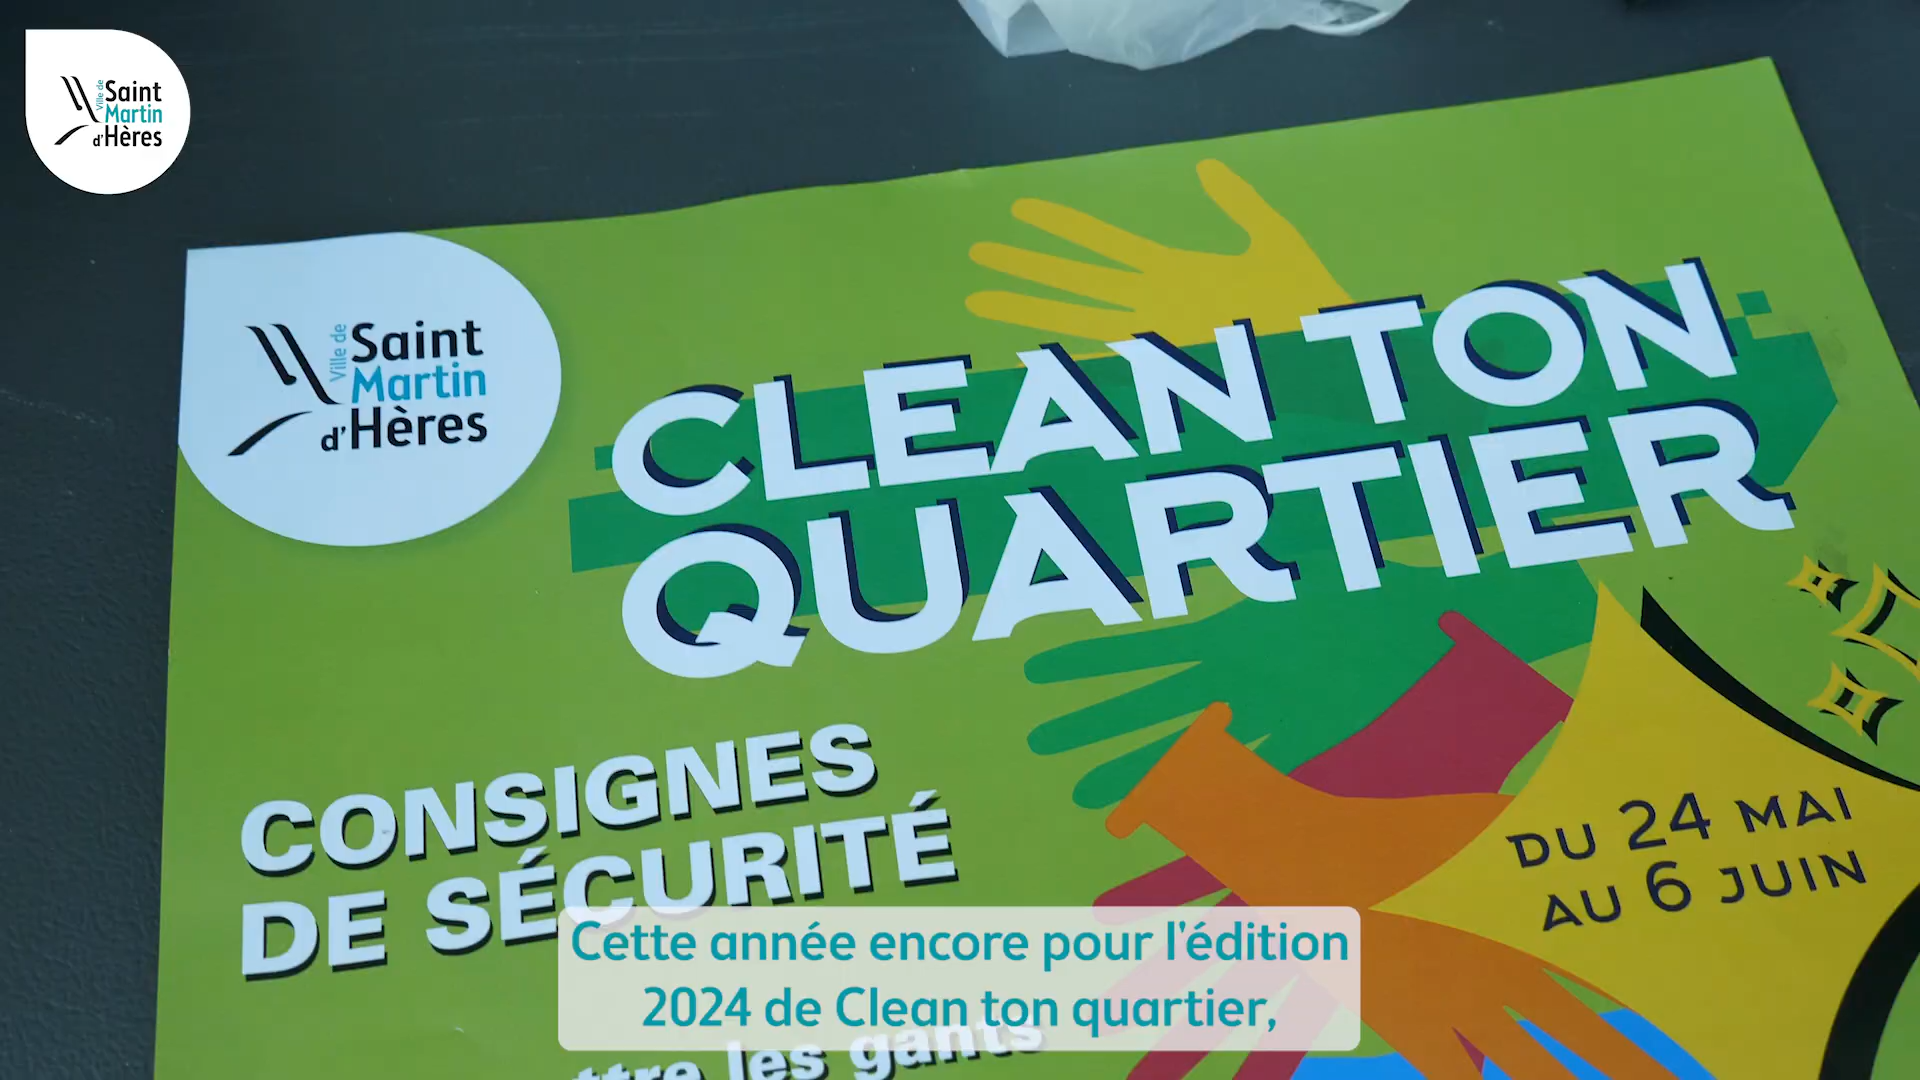 Ville de
Saint
Martin
d'Hères
Ville de
Saint
Martin
d'Hères
CLEAN TON
QUARTIER
CONSIGNES
DE SÉCURITÉ
DU 24 MAI
AU 6 JUIN
les gants
Cette année encore pour l'édition
2024 de Clean ton quartier,